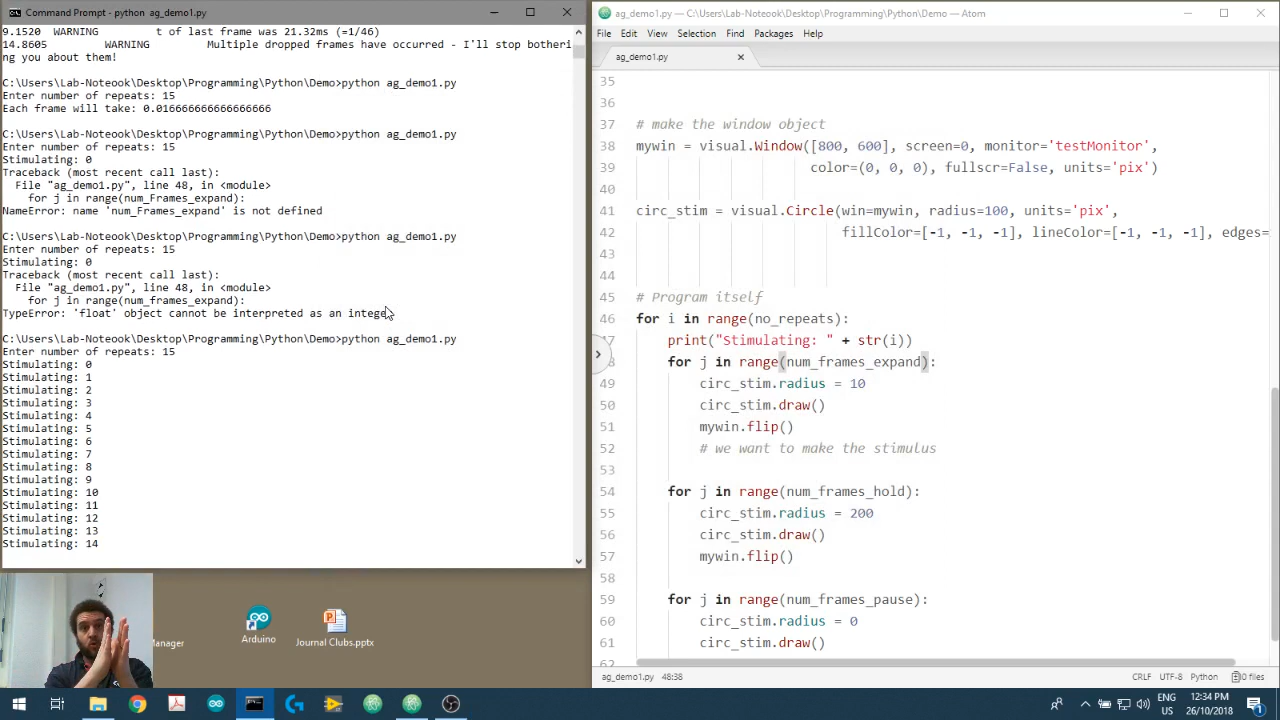 Command Prompt - python  ag_demo1.py
9.1520  WARNING     t of last frame was 21.32ms (=1/46)
14.8605         WARNING         Multiple dropped frames have occurred - I'll stop botheri
ng you about them!
C:\Users\Lab-Noteook\Desktop\Programming\Python\Demo>python ag_demo1.py
Enter number of repeats: 15
Each frame will take: 0.016666666666666666
C:\Users\Lab-Noteook\Desktop\Programming\Python\Demo>python ag_demo1.py
Enter number of repeats: 15
Stimulating: 0
Traceback (most recent call last):
  File "ag_demo1.py", line 48, in <module>
    for j in range(num_Frames_expand):
NameError: name 'num_Frames_expand' is not defined
C:\Users\Lab-Noteook\Desktop\Programming\Python\Demo>python ag_demo1.py
Enter number of repeats: 15
Stimulating: 0
Traceback (most recent call last):
  File "ag_demo1.py", line 48, in <module>
    for j in range(num_frames_expand):
TypeError: 'float' object cannot be interpreted as an intege
C:\Users\Lab-Noteook\Desktop\Programming\Python\Demo>python ag_demo1.py
Enter number of repeats: 15
Stimulating: 0
Stimulating: 1
Stimulating: 2
Stimulating: 3
Stimulating: 4
Stimulating: 5
Stimulating: 6
Stimulating: 7
Stimulating: 8
Stimulating: 9
Stimulating: 10
Stimulating: 11
Stimulating: 12
Stimulating: 13
Stimulating: 14
Manager
Arduino
Journal Clubs.pptx
ag_demo1.py — C:\Users\Lab-Noteook\Desktop\Programming\Python\Demo — Atom
File Edit View Selection Find Packages Help
ag_demo1.py
35
36
37 # make the window object
38 mywin = visual.Window([800, 600], screen=0, monitor='testMonitor',
39 color=(0, 0, 0), fullscr=False, units='pix')
40
41 circ_stim = visual.Circle(win=mywin, radius=100, units='pix',
42 fillColor=[-1, -1, -1], lineColor=[-1, -1, -1], edges=
43
44
45 # Program itself
46 for i in range(no_repeats):
47 print("Stimulating: " + str(i))
48 for j in range(num_frames_expand):
49 circ_stim.radius = 10
50 circ_stim.draw()
51 mywin.flip()
52 # we want to make the stimulus
53
54 for j in range(num_frames_hold):
55 circ_stim.radius = 200
56 circ_stim.draw()
57 mywin.flip()
58
59 for j in range(num_frames_pause):
60 circ_stim.radius = 0
61 circ_stim.draw()
62
ag_demo1.py 48:38 CRLF UTF-8 Python 0 files
ENG
US
12:34 PM
26/10/2018
1